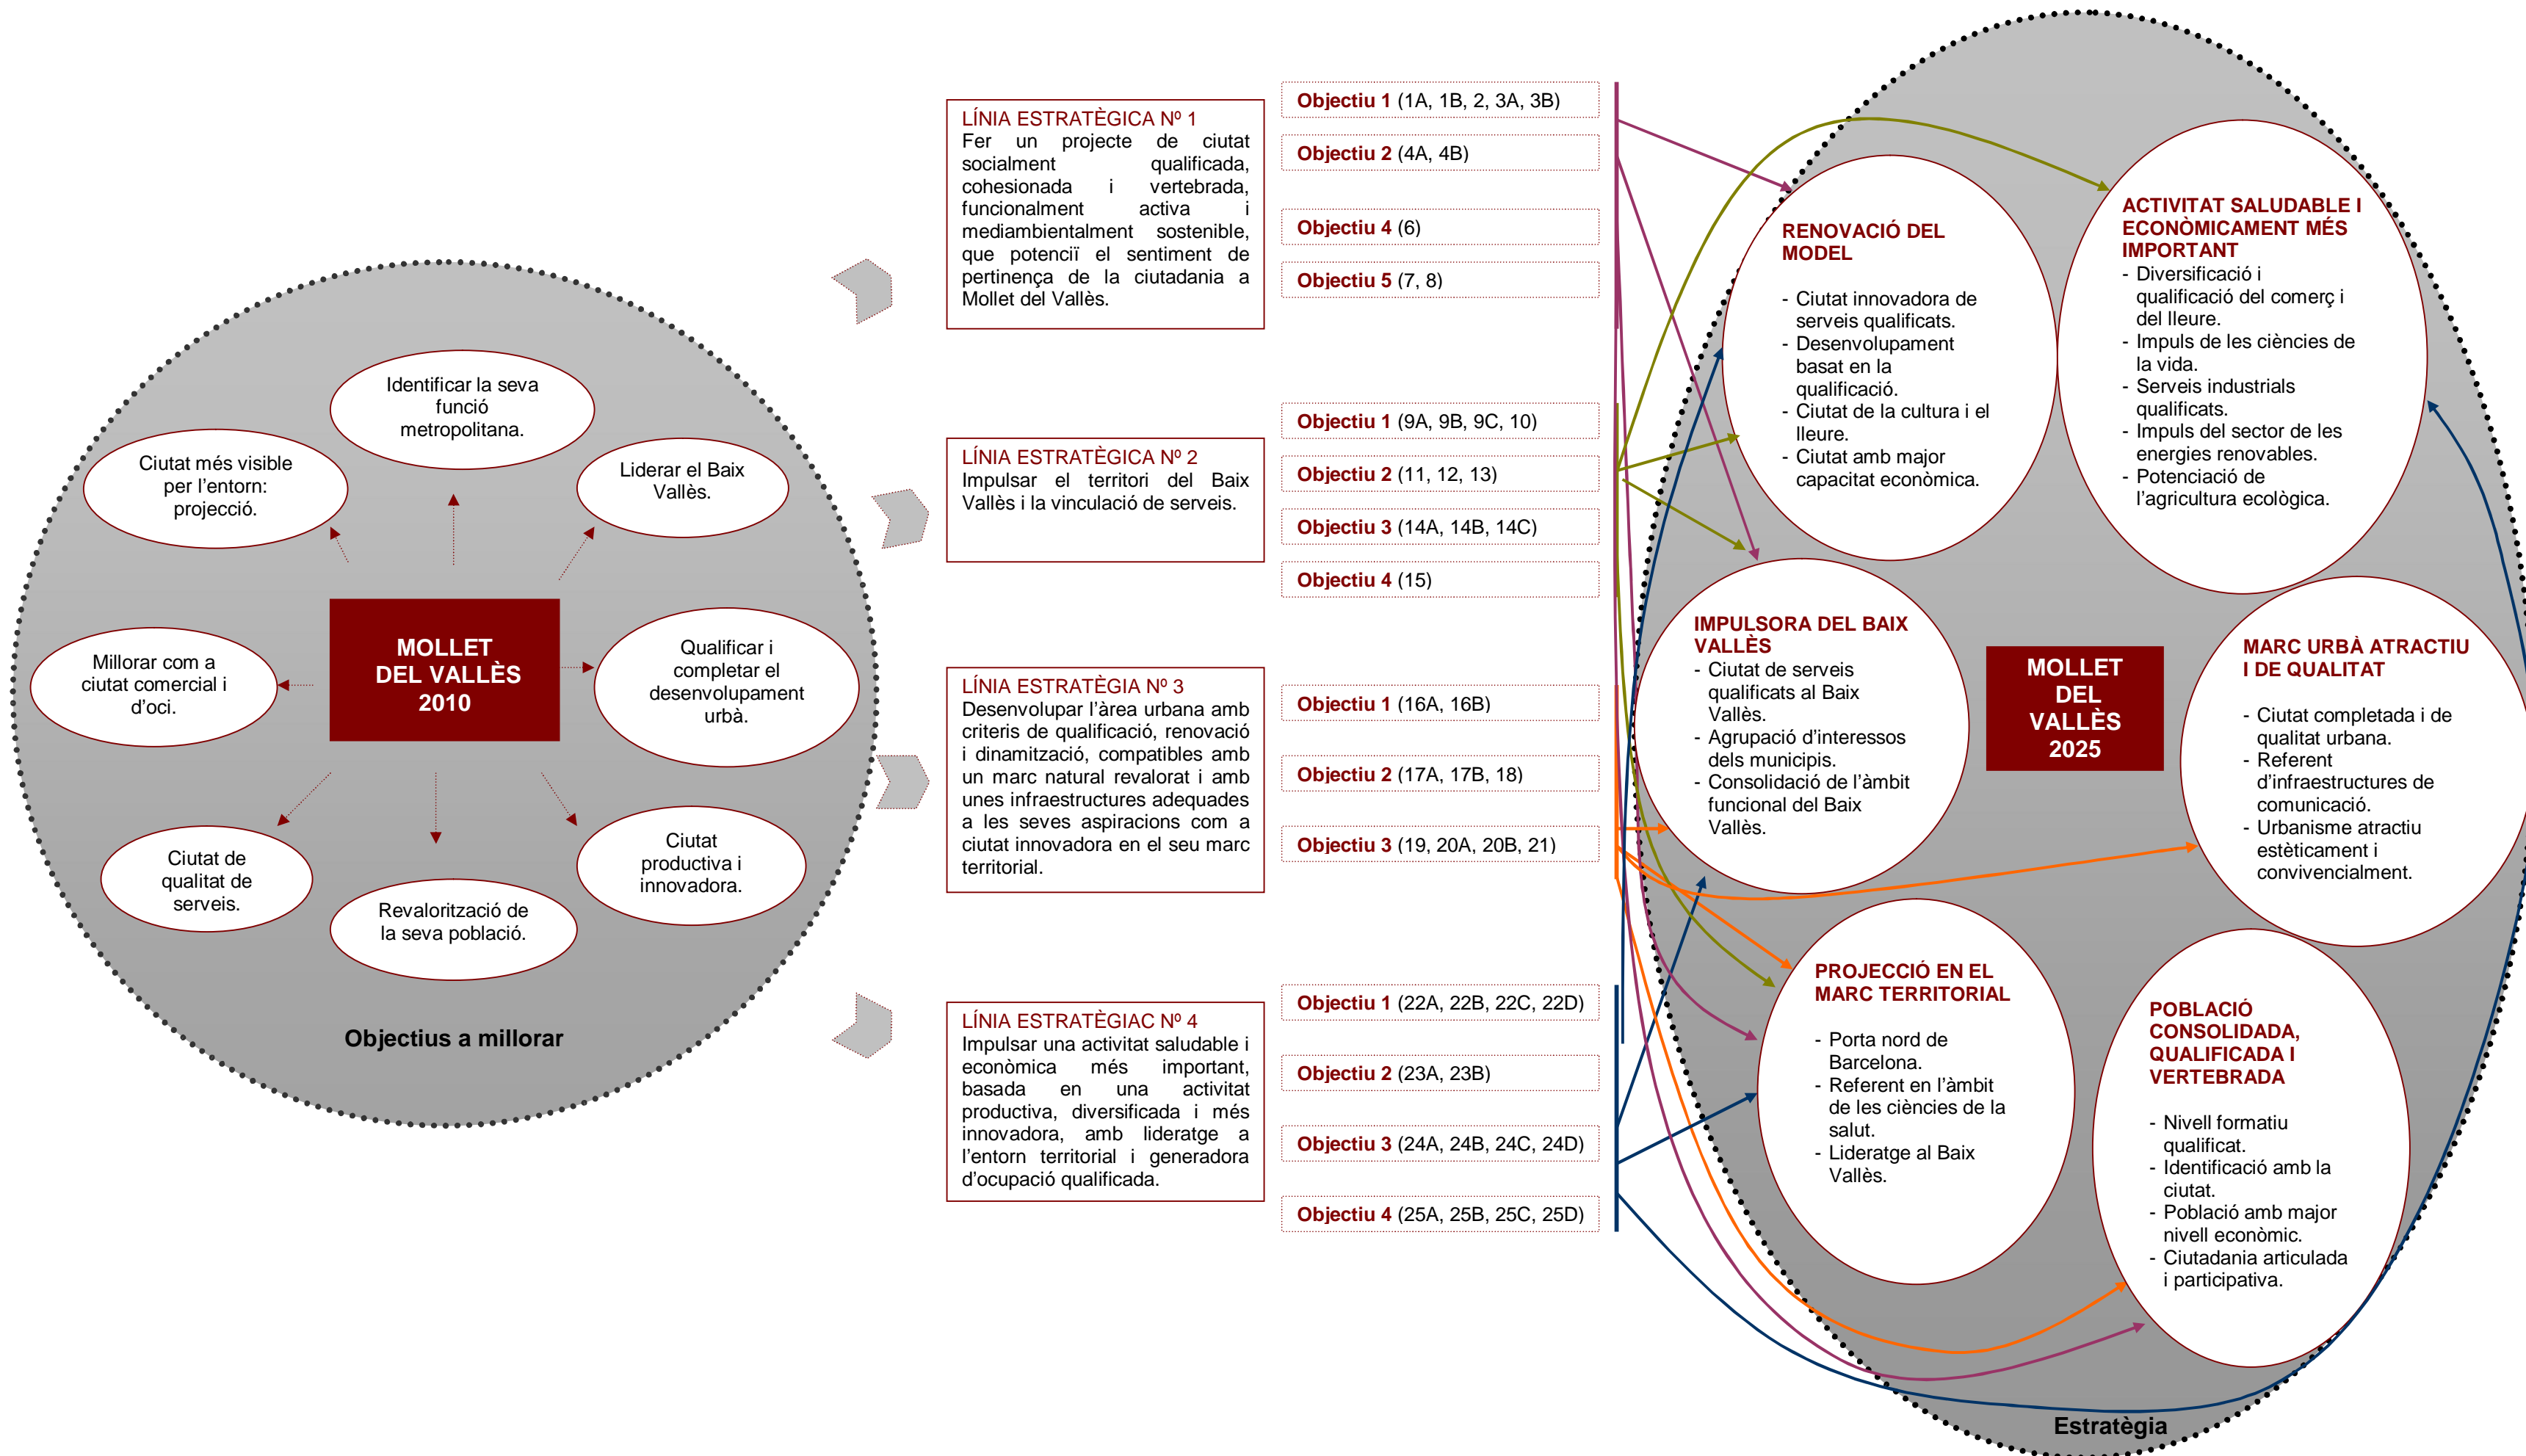 Identificar la seva
funció
metropolitana.
Ciutat més visible
per l’entorn:
projecció.
Liderar el Baix
Vallès.
Millorar com a
ciutat comercial i
d’oci.
MOLLET
DEL VALLÈS
2010
Qualificar i
completar el
desenvolupament
urbà.
Ciutat de
qualitat de
serveis.
Revalorització de
la seva població.
Ciutat
productiva i
innovadora.
Objectius a millorar
LÍNIA ESTRATÈGICA Nº 1
Fer un projecte de ciutat
socialment qualificada,
cohesionada i vertebrada,
funcionalment activa i
mediambientalment sostenible,
que potenciï el sentiment de
pertinença de la ciutadania a
Mollet del Vallès.
Objectiu 1 (1A, 1B, 2, 3A, 3B)
Objectiu 2 (4A, 4B)
Objectiu 4 (6)
Objectiu 5 (7, 8)
LÍNIA ESTRATÈGICA Nº 2
Impulsar el territori del Baix
Vallès i la vinculació de serveis.
Objectiu 1 (9A, 9B, 9C, 10)
Objectiu 2 (11, 12, 13)
Objectiu 3 (14A, 14B, 14C)
Objectiu 4 (15)
LÍNIA ESTRATÈGIA Nº 3
Desenvolupar l’àrea urbana amb
criteris de qualificació, renovació
i dinamització, compatibles amb
un marc natural revalorat i amb
unes infraestructures adequades
a les seves aspiracions com a
ciutat innovadora en el seu marc
territorial.
Objectiu 1 (16A, 16B)
Objectiu 2 (17A, 17B, 18)
Objectiu 3 (19, 20A, 20B, 21)
LÍNIA ESTRATÈGIAC Nº 4
Impulsar una activitat saludable i
econòmica més important,
basada en una activitat
productiva, diversificada i més
innovadora, amb lideratge a
l’entorn territorial i generadora
d’ocupació qualificada.
Objectiu 1 (22A, 22B, 22C, 22D)
Objectiu 2 (23A, 23B)
Objectiu 3 (24A, 24B, 24C, 24D)
Objectiu 4 (25A, 25B, 25C, 25D)
RENOVACIÓ DEL
MODEL
- Ciutat innovadora de
serveis qualificats.
- Desenvolupament
basat en la
qualificació.
- Ciutat de la cultura i el
lleure.
- Ciutat amb major
capacitat econòmica.
ACTIVITAT SALUDABLE I
ECONÒMICAMENT MÉS
IMPORTANT
- Diversificació i
qualificació del comerç i
del lleure.
- Impuls de les ciències de
la vida.
- Serveis industrials
qualificats.
- Impuls del sector de les
energies renovables.
- Potenciació de
l’agricultura ecològica.
IMPULSORA DEL BAIX
VALLÈS
- Ciutat de serveis
qualificats al Baix
Vallès.
- Agrupació d’interessos
dels municipis.
- Consolidació de l’àmbit
funcional del Baix
Vallès.
MOLLET
DEL
VALLÈS
2025
MARC URBÀ ATRACTIU
I DE QUALITAT
- Ciutat completada i de
qualitat urbana.
- Referent
d’infraestructures de
comunicació.
- Urbanisme atractiu
estèticament i
convivencialment.
PROJECCIÓ EN EL
MARC TERRITORIAL
- Porta nord de
Barcelona.
- Referent en l’àmbit
de les ciències de la
salut.
- Lideratge al Baix
Vallès.
POBLACIÓ
CONSOLIDADA,
QUALIFICADA I
VERTEBRADA
- Nivell formatiu
qualificat.
- Identificació amb la
ciutat.
- Població amb major
nivell econòmic.
- Ciutadania articulada
i participativa.
Estratègia